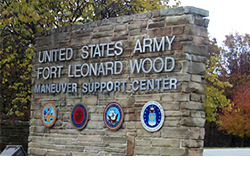 UNITED STATES ARMY
FORT LEONARD WOOD
MANEUVER SUPPORT CENTER